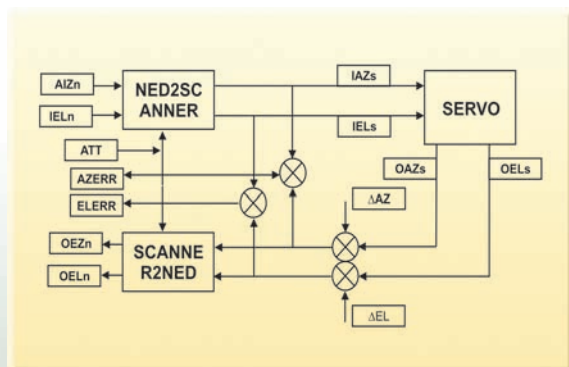 AIZn
IELn
NED2SC
ANNER
IAZs
IELs
SERVO
ATT
AZERR
ELERR
OAZs
OELs
ΔAZ
OEZn
OELn
SCANNE
R2NED
ΔEL